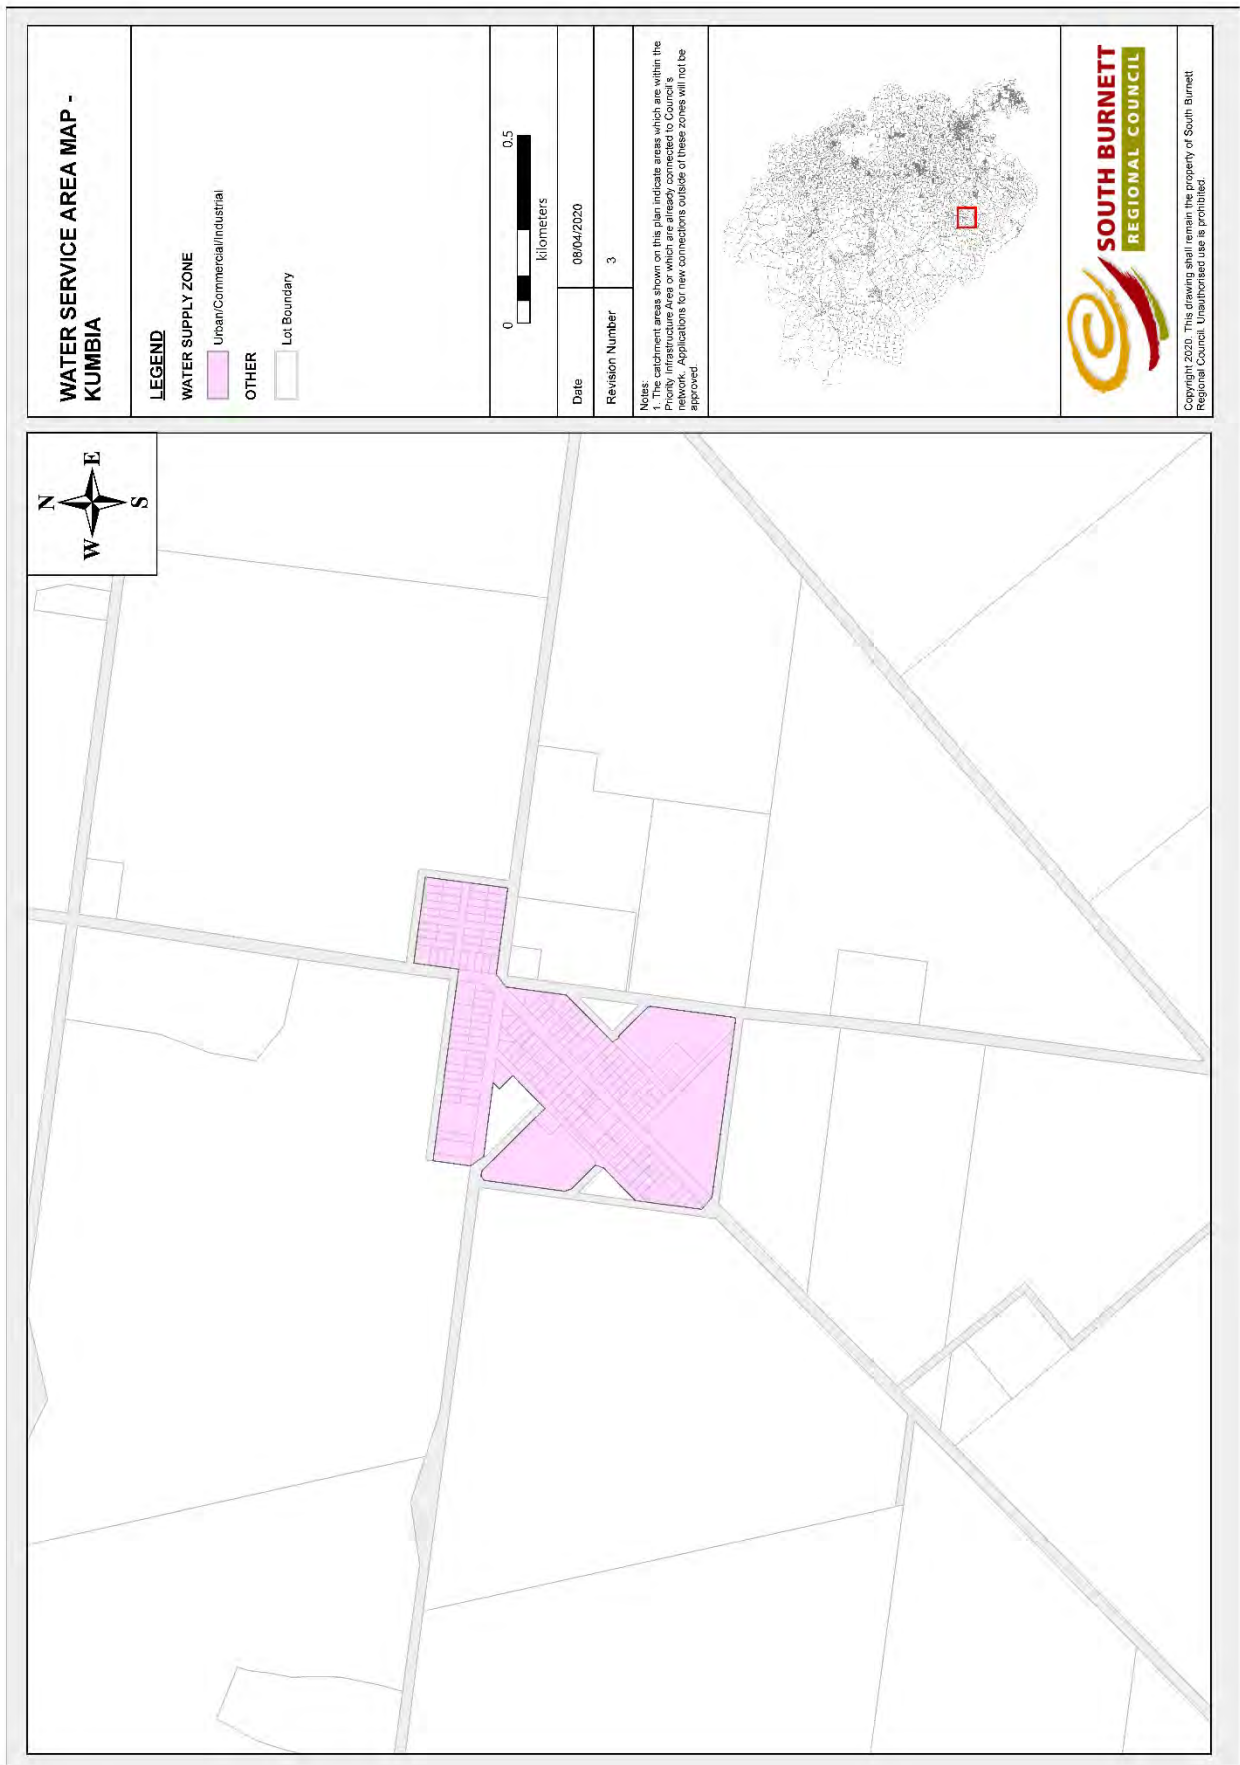 WATER SERVICE AREA MAP -
KUMBIA
LEGEND
WATER SUPPLY ZONE
Urban/Commercial/Industrial
OTHER
Lot Boundary
0 0.5
kilometers
Date 08/04/2020
Revision Number 3
Notes:
1. The catchment areas shown on this plan indicate areas which are within the
Priority Infrastructure Area or which are already connected to Council's
network. Applications for new connections outside of these zones will not be
approved.
SOUTH BURNETT
REGIONAL COUNCIL
Copyright 2020. This drawing shall remain the property of South Burnett
Regional Council. Unauthorised use is prohibited.
N
W E
S